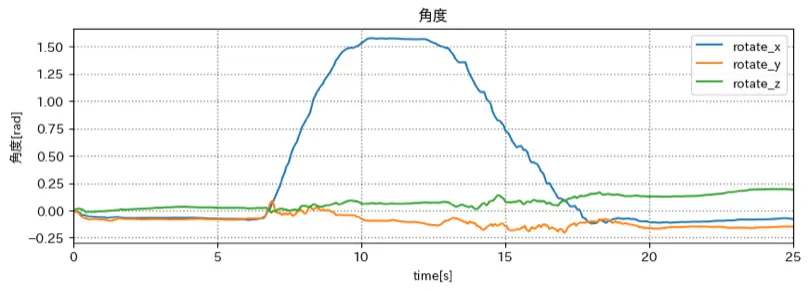 角度
1.50
1.25
1.00
0.75
0.50
0.25
0.00
−0.25
角度[rad]
rotate_x
rotate_y
rotate_z
0 5 10 15 20 25
time[s]